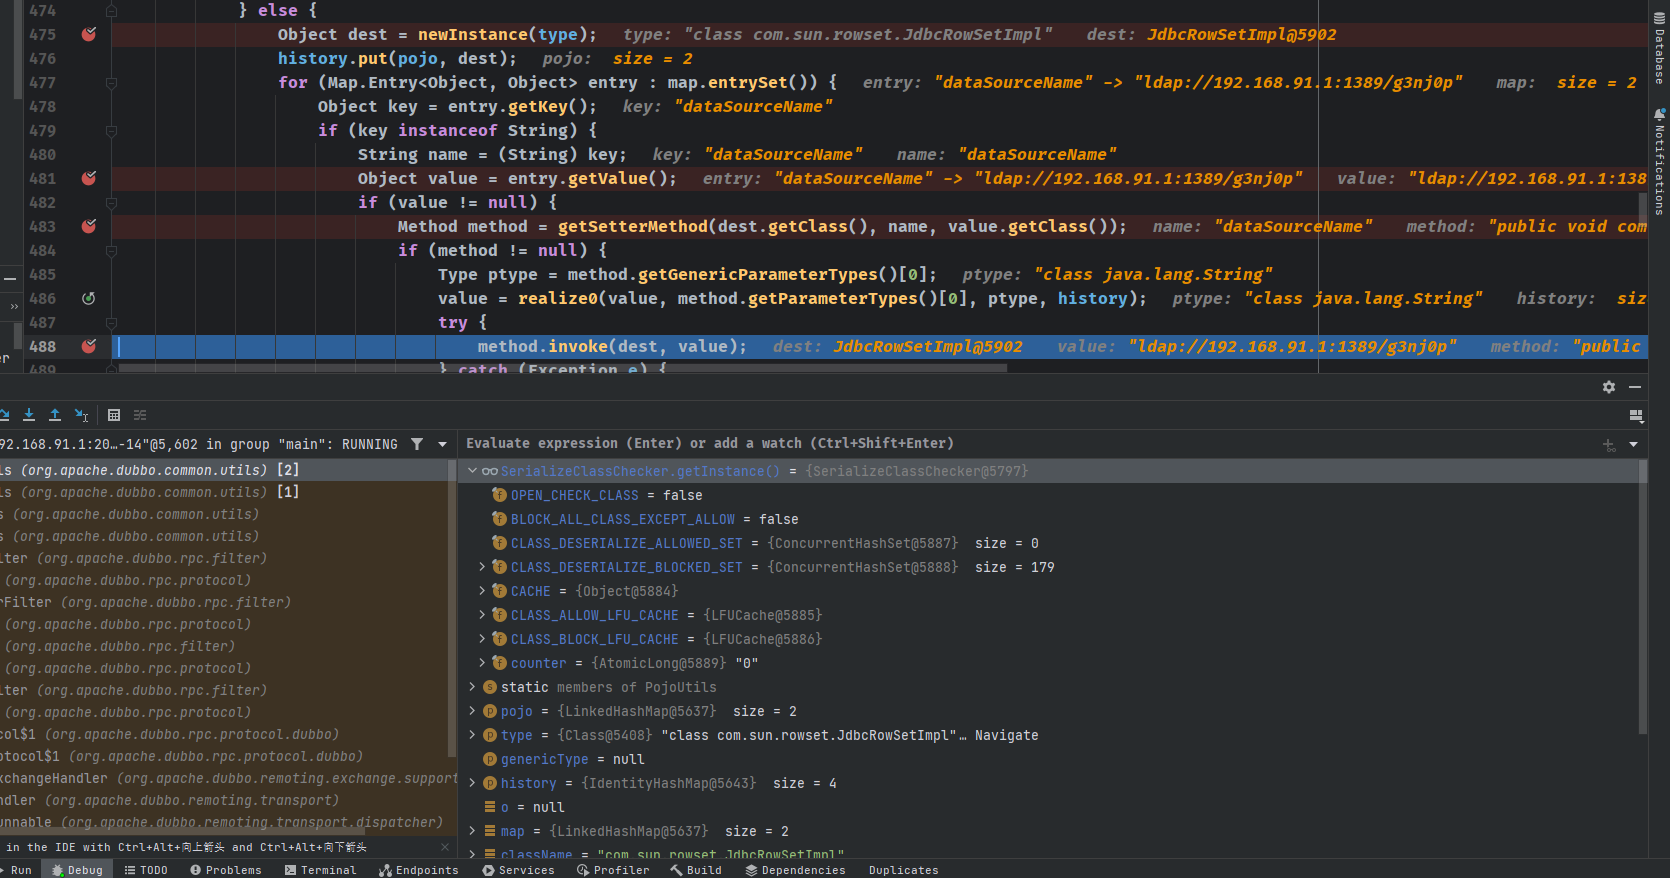 474 } else {
475 Object dest = newInstance(type); type: "class com.sun.rowset.JdbcRowSetImpl" dest: JdbcRowSetImpl@5902
476 history.put(pojo, dest); pojo: size = 2
477 for (Map.Entry<Object, Object> entry : map.entrySet()) { entry: "dataSourceName" -> "ldap://192.168.91.1:1389/g3nj0p" map: size = 2
478 Object key = entry.getKey(); key: "dataSourceName"
479 if (key instanceof String) {
480 String name = (String) key; key: "dataSourceName" name: "dataSourceName"
481 Object value = entry.getValue(); entry: "dataSourceName" -> "ldap://192.168.91.1:1389/g3nj0p" value: "ldap://192.168.91.1:138
482 if (value != null) {
483 Method method = getSetterMethod(dest.getClass(), name, value.getClass()); name: "dataSourceName" method: "public void com
484 if (method != null) {
485 Type ptype = method.getGenericParameterTypes()[0]; ptype: "class java.lang.String"
486 value = realize0(value, method.getParameterTypes()[0], ptype, history); ptype: "class java.lang.String" history: siz
487 try {
488 method.invoke(dest, value); dest: JdbcRowSetImpl@5902 value: "ldap://192.168.91.1:1389/g3nj0p" method: "public
489 } catch (Exception e) {
Database
Notifications
er
92.168.91.1:20…-14"@5,602 in group "main": RUNNING
ls (org.apache.dubbo.common.utils) [2]
ls (org.apache.dubbo.common.utils) [1]
s (org.apache.dubbo.common.utils)
s (org.apache.dubbo.common.utils)
lter (org.apache.dubbo.rpc.filter)
(org.apache.dubbo.rpc.protocol)
rFilter (org.apache.dubbo.rpc.filter)
(org.apache.dubbo.rpc.protocol)
(org.apache.dubbo.rpc.filter)
(org.apache.dubbo.rpc.protocol)
lter (org.apache.dubbo.rpc.filter)
(org.apache.dubbo.rpc.protocol)
col$1 (org.apache.dubbo.rpc.protocol.dubbo)
otocol$1 (org.apache.dubbo.rpc.protocol.dubbo)
xchangeHandler (org.apache.dubbo.remoting.exchange.support
ndler (org.apache.dubbo.remoting.transport)
unnable (org.apache.dubbo.remoting.transport.dispatcher)
in the IDE with Ctrl+Alt+向上箭头 and Ctrl+Alt+向下箭头
Evaluate expression (Enter) or add a watch (Ctrl+Shift+Enter)
SerializeClassChecker.getInstance() = {SerializeClassChecker@5797}
OPEN_CHECK_CLASS = false
BLOCK_ALL_CLASS_EXCEPT_ALLOW = false
CLASS_DESERIALIZE_ALLOWED_SET = {ConcurrentHashSet@5887} size = 0
CLASS_DESERIALIZE_BLOCKED_SET = {ConcurrentHashSet@5888} size = 179
CACHE = {Object@5884}
CLASS_ALLOW_LFU_CACHE = {LFUCache@5885}
CLASS_BLOCK_LFU_CACHE = {LFUCache@5886}
counter = {AtomicLong@5889} "0"
static members of PojoUtils
pojo = {LinkedHashMap@5637} size = 2
type = {Class@5408} "class com.sun.rowset.JdbcRowSetImpl"… Navigate
genericType = null
history = {IdentityHashMap@5643} size = 4
o = null
map = {LinkedHashMap@5637} size = 2
className = "com.sun.rowset.JdbcRowSetImpl"
Run Debug TODO Problems Terminal Endpoints Services Profiler Build Dependencies Duplicates